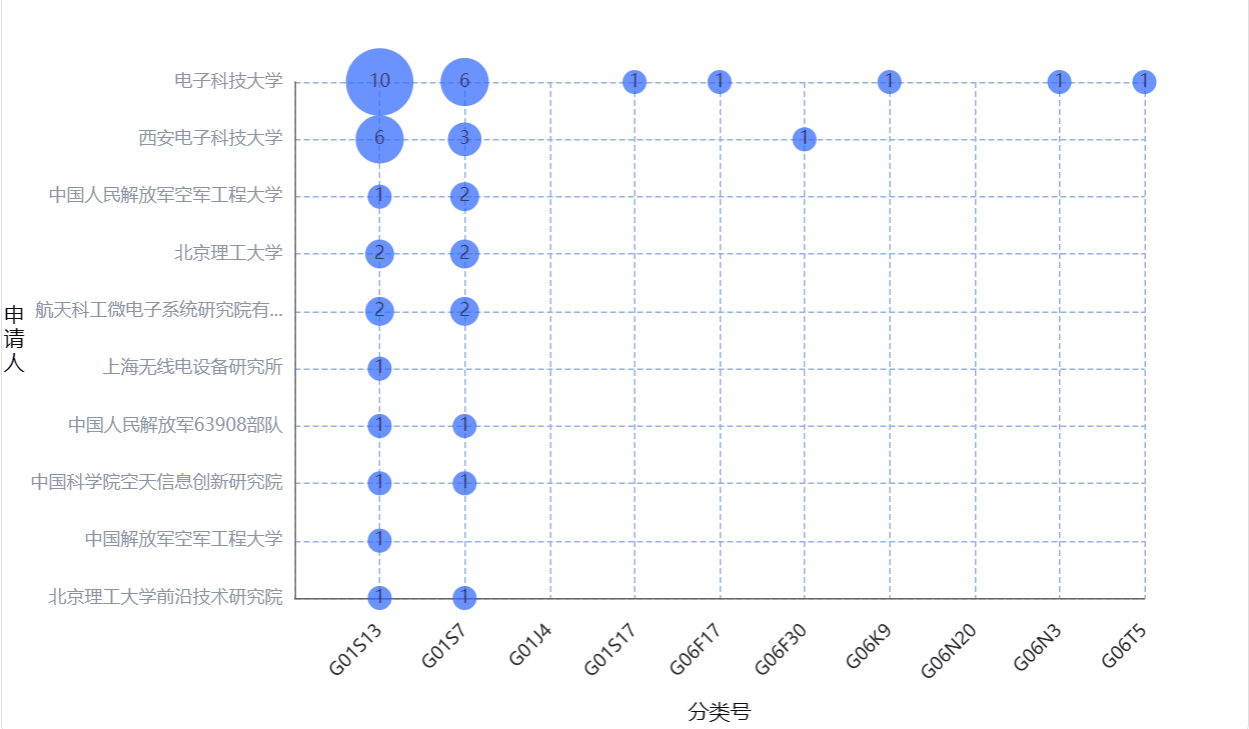 电子科技大学 10 6 1 1 1 1 1
西安电子科技大学 6 3 1
中国人民解放军空军工程大学 1 2
北京理工大学 2 2
航天科工微电子系统研究院有... 2 2
上海无线电设备研究所 1
中国人民解放军63908部队 1 1
中国科学院空天信息创新研究院 1 1
中国解放军空军工程大学 1
北京理工大学前沿技术研究院 1 1
申请人
G01S13 G01S7 G01J4 G01S17 G06F17 G06F30 G06K9 G06N20 G06N3 G06T5
分类号